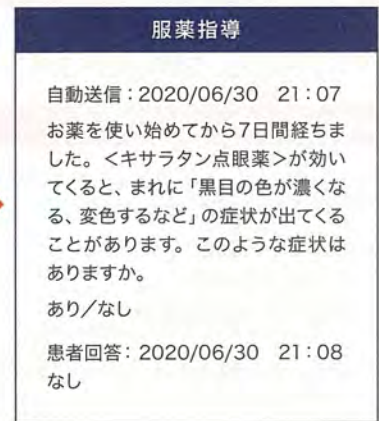 服薬指導
自動送信：2020/06/30　21：07
お薬を使い始めてから7日間経ちま
した。＜キサラタン点眼薬＞が効い
てくると、まれに「黒目の色が濃くな
る、変色するなど」の症状が出てくる
ことがあります。このような症状は
ありますか。
あり／なし
患者回答：2020/06/30　21：08
なし